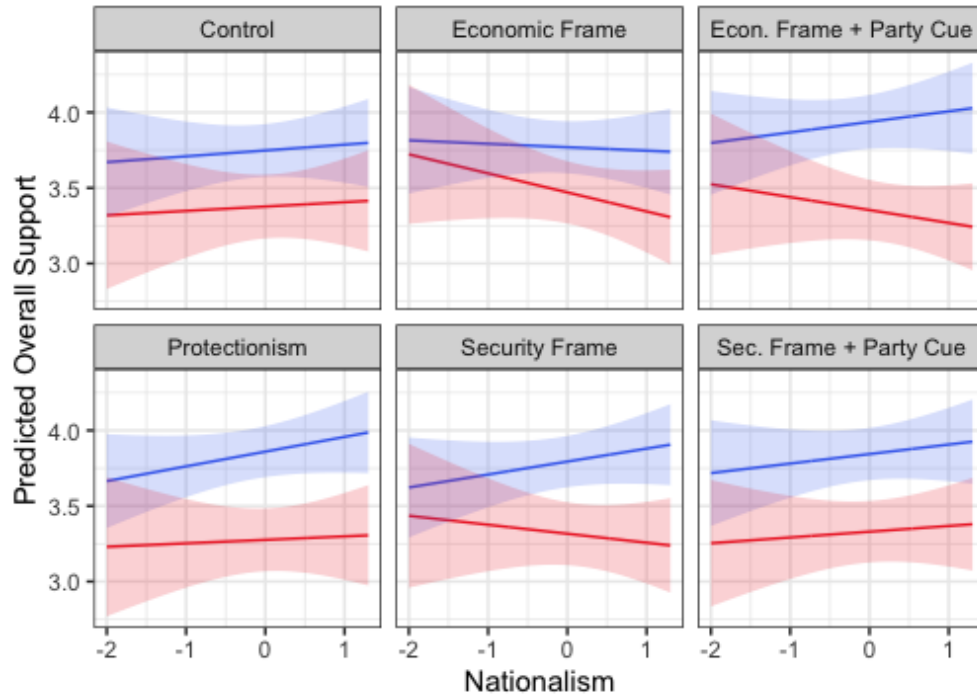 Control
Economic Frame
Econ. Frame + Party Cue
4.0
3.5
3.0
Protectionism
Security Frame
Sec. Frame + Party Cue
4.0
3.5
3.0
-2 -1 0 1
-2 -1 0 1
-2 -1 0 1
Nationalism
Predicted Overall Support